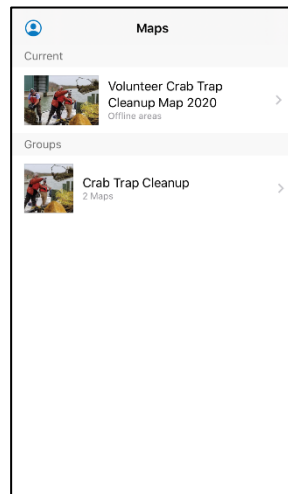 Maps
Current
Volunteer Crab Trap
Cleanup Map 2020
Offline areas
Groups
Crab Trap Cleanup
2 Maps